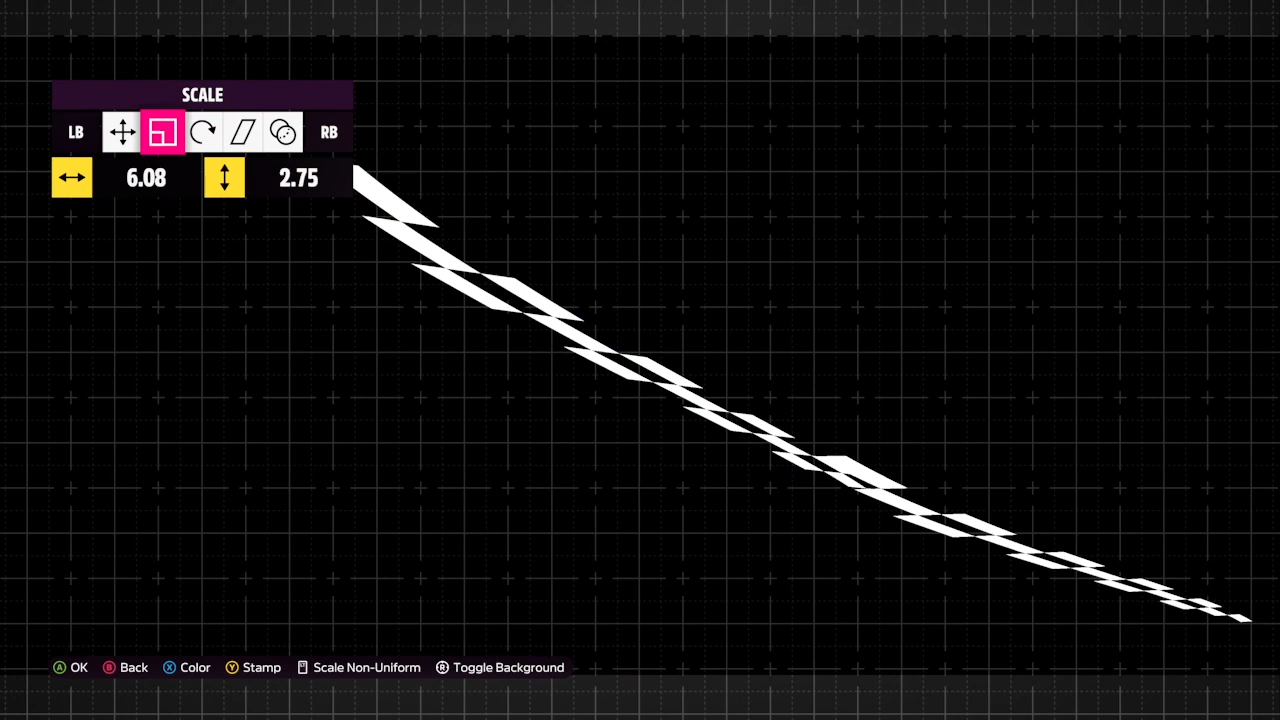 SCALE
LB RB
6.08 2.75
A OK B Back X Color Y Stamp Scale Non-Uniform R Toggle Background